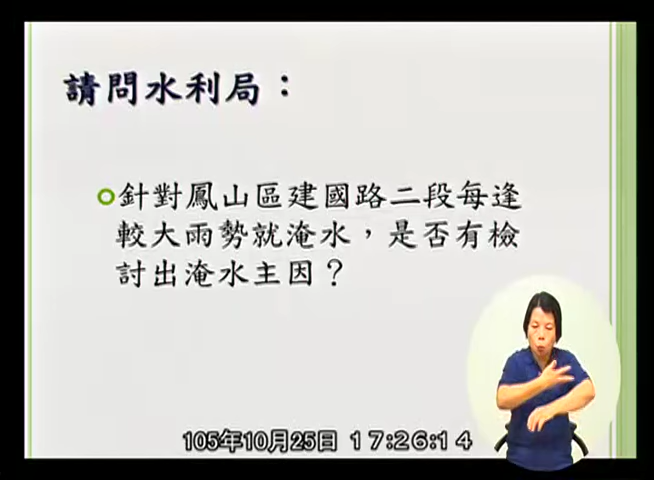 請問水利局：
針對鳳山區建國路二段每逢
較大雨勢就淹水，是否有檢
討出淹水主因？
105年10月25日 17:26:14